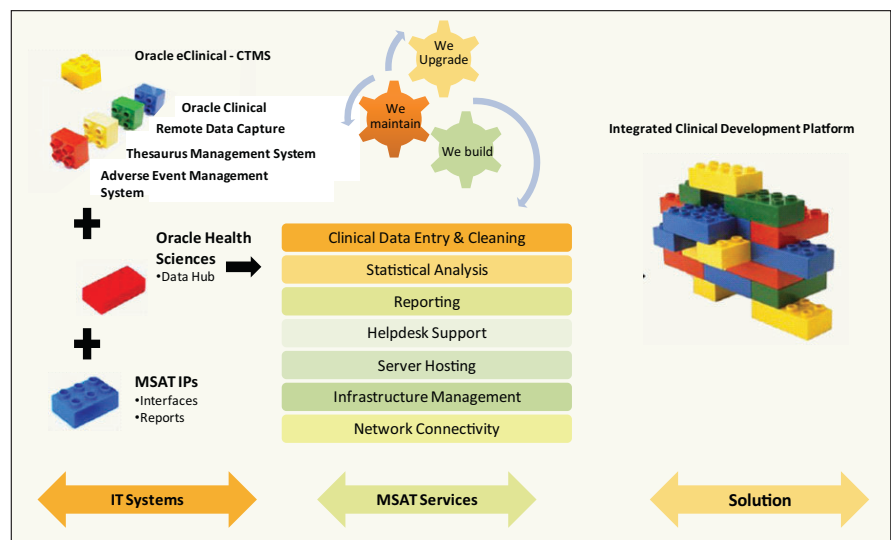 Oracle eClinical - CTMS
Oracle Clinical
Remote Data Capture
Thesaurus Management System
Adverse Event Management
System
Oracle Health
Sciences
•Data Hub
MSAT IPs
•Interfaces
•Reports
IT Systems
We
Upgrade
We
maintain
We build
Clinical Data Entry & Cleaning
Statistical Analysis
Reporting
Helpdesk Support
Server Hosting
Infrastructure Management
Network Connectivity
MSAT Services
Integrated Clinical Development Platform
Solution